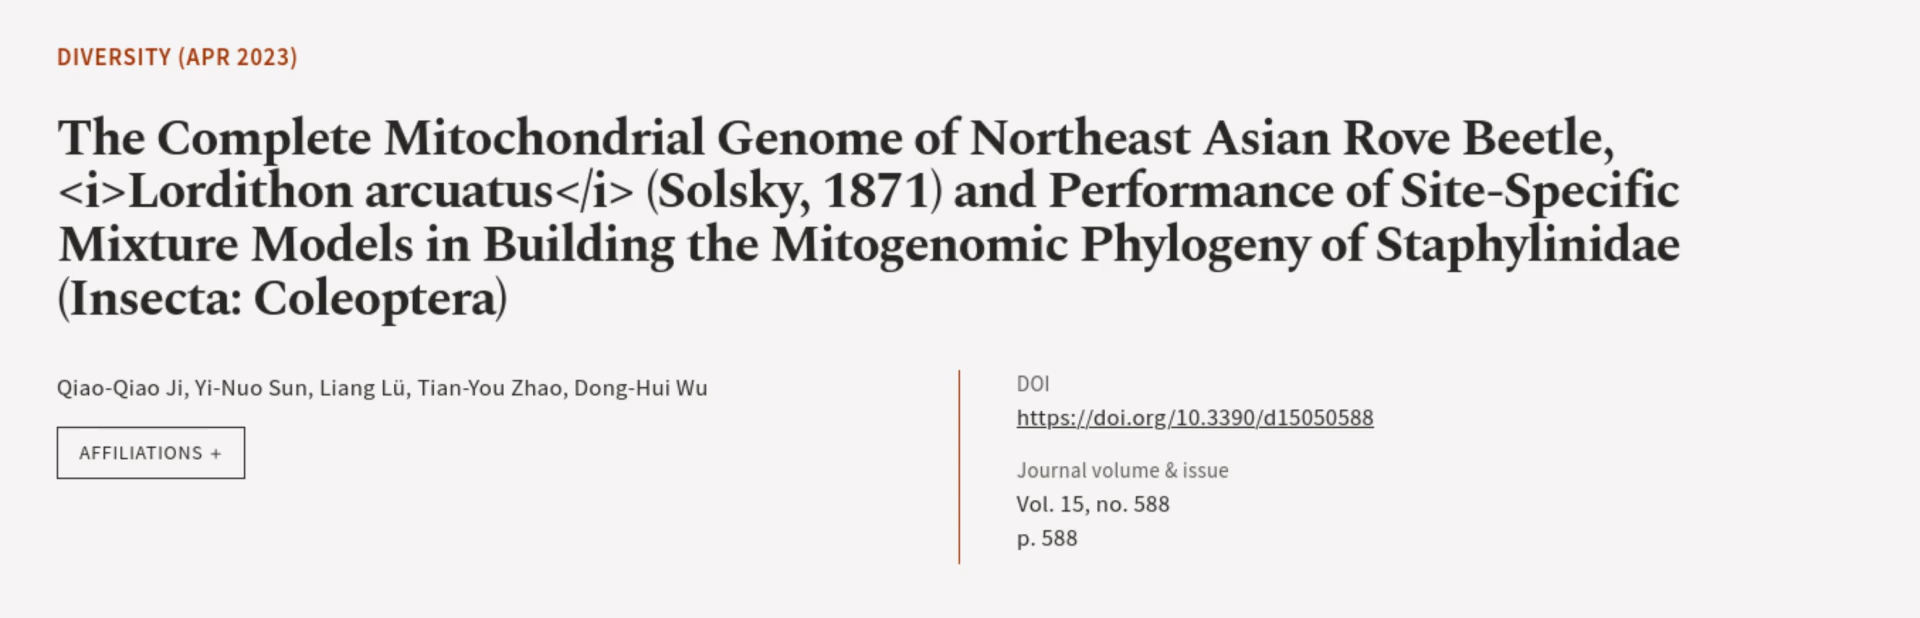 DIVERSITY (APR 2023)
The Complete Mitochondrial Genome of Northeast Asian Rove Beetle,
<i>Lordithon arcuatus</i> (Solsky, 1871) and Performance of Site-Specific
Mixture Models in Building the Mitogenomic Phylogeny of Staphylinidae
(Insecta: Coleoptera)
Qiao-Qiao Ji, Yi-Nuo Sun, Liang Lü, Tian-You Zhao, Dong-Hui Wu
AFFILIATIONS +
DOI
https://doi.org/10.3390/d15050588
Journal volume & issue
Vol. 15, no. 588
p. 588